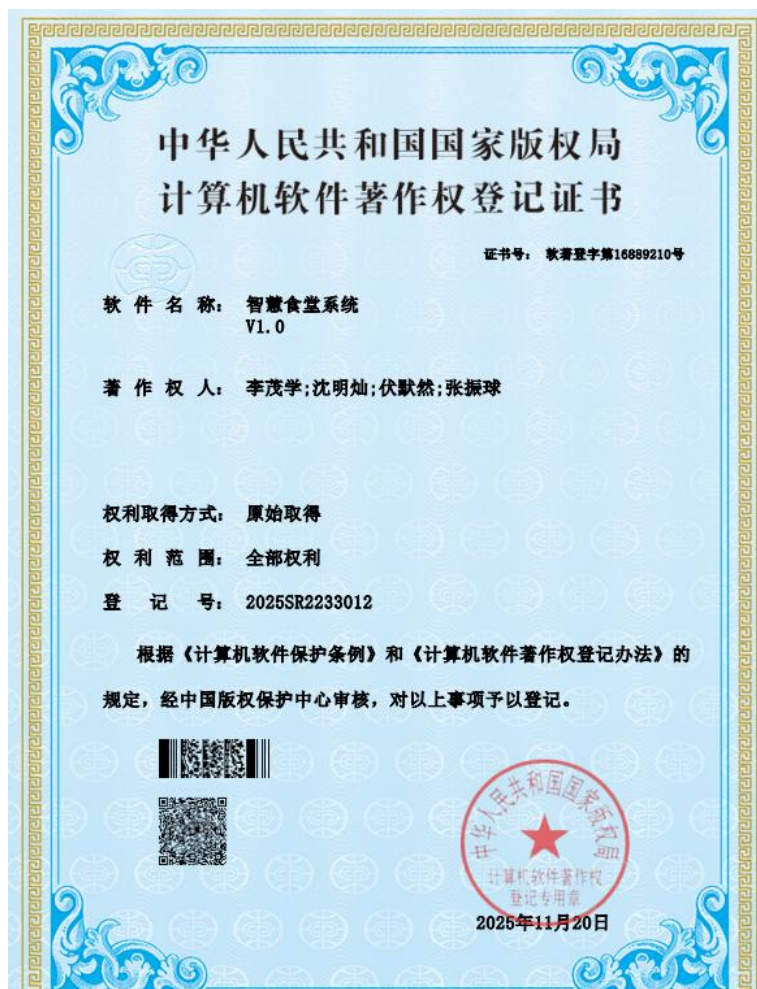 中华人民共和国国家版权局
计算机软件著作权登记证书
证书号： 软著登字第16889210号
软件名称： 智慧食堂系统
V1.0
著作权人： 李茂学;沈明灿;伏默然;张振球
权利取得方式： 原始取得
权利范围： 全部权利
登记号： 2025SR2233012
根据《计算机软件保护条例》和《计算机软件著作权登记办法》的
规定，经中国版权保护中心审核，对以上事项予以登记。
中华人民共和国国家版权局
计算机软件著作权
登记专用章
2025年11月20日